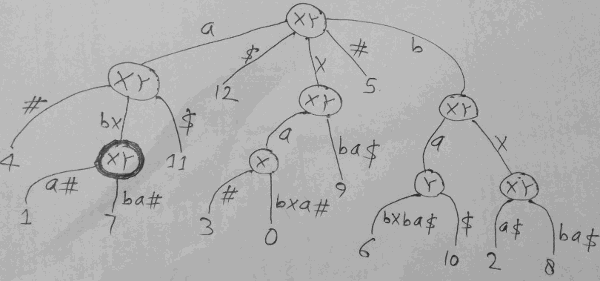 a XY
$ # b
X
XY 12 5
# XY XY
bx $
a a X
ba$
4 XY 11 X
a# ba# 9 Y XY
# bxa#
1 7 bxba$ $ a$ ba$
3 0 6 10 2 8